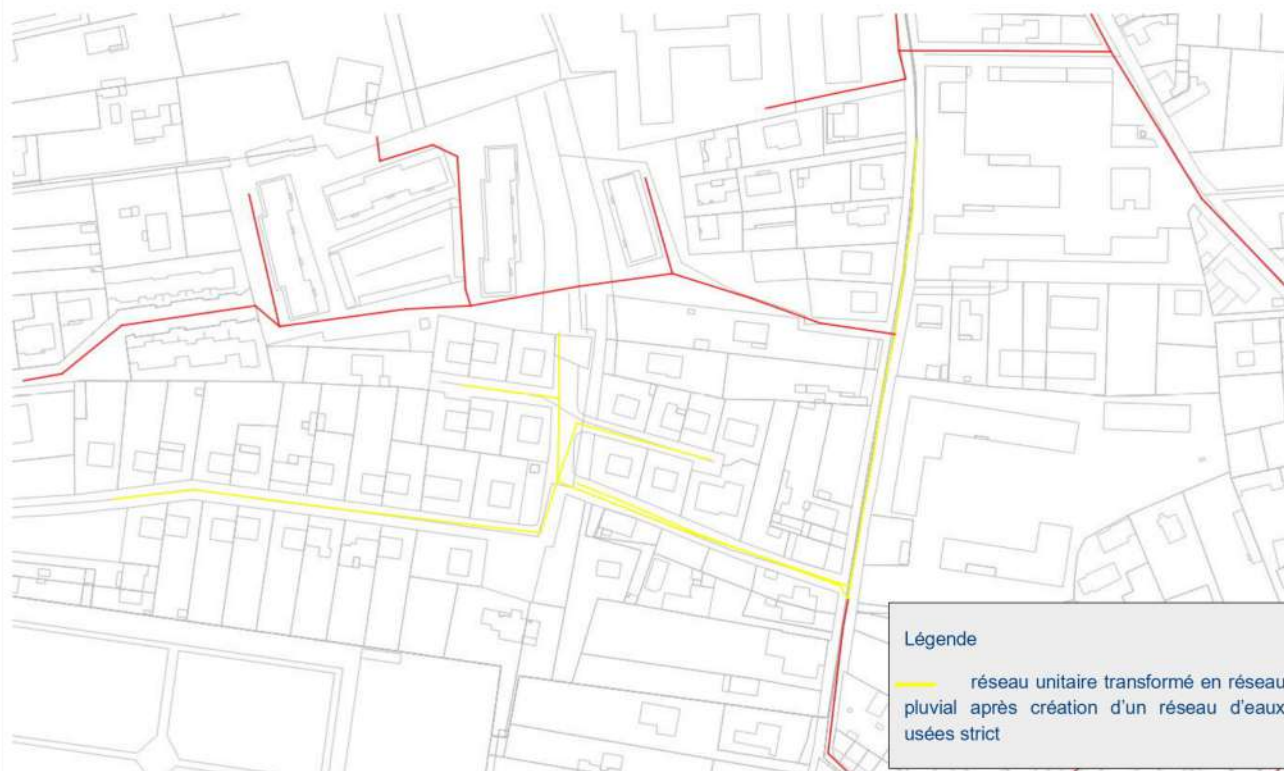 Légende
réseau unitaire transformé en réseau
pluvial après création d'un réseau d'eaux
usées strict